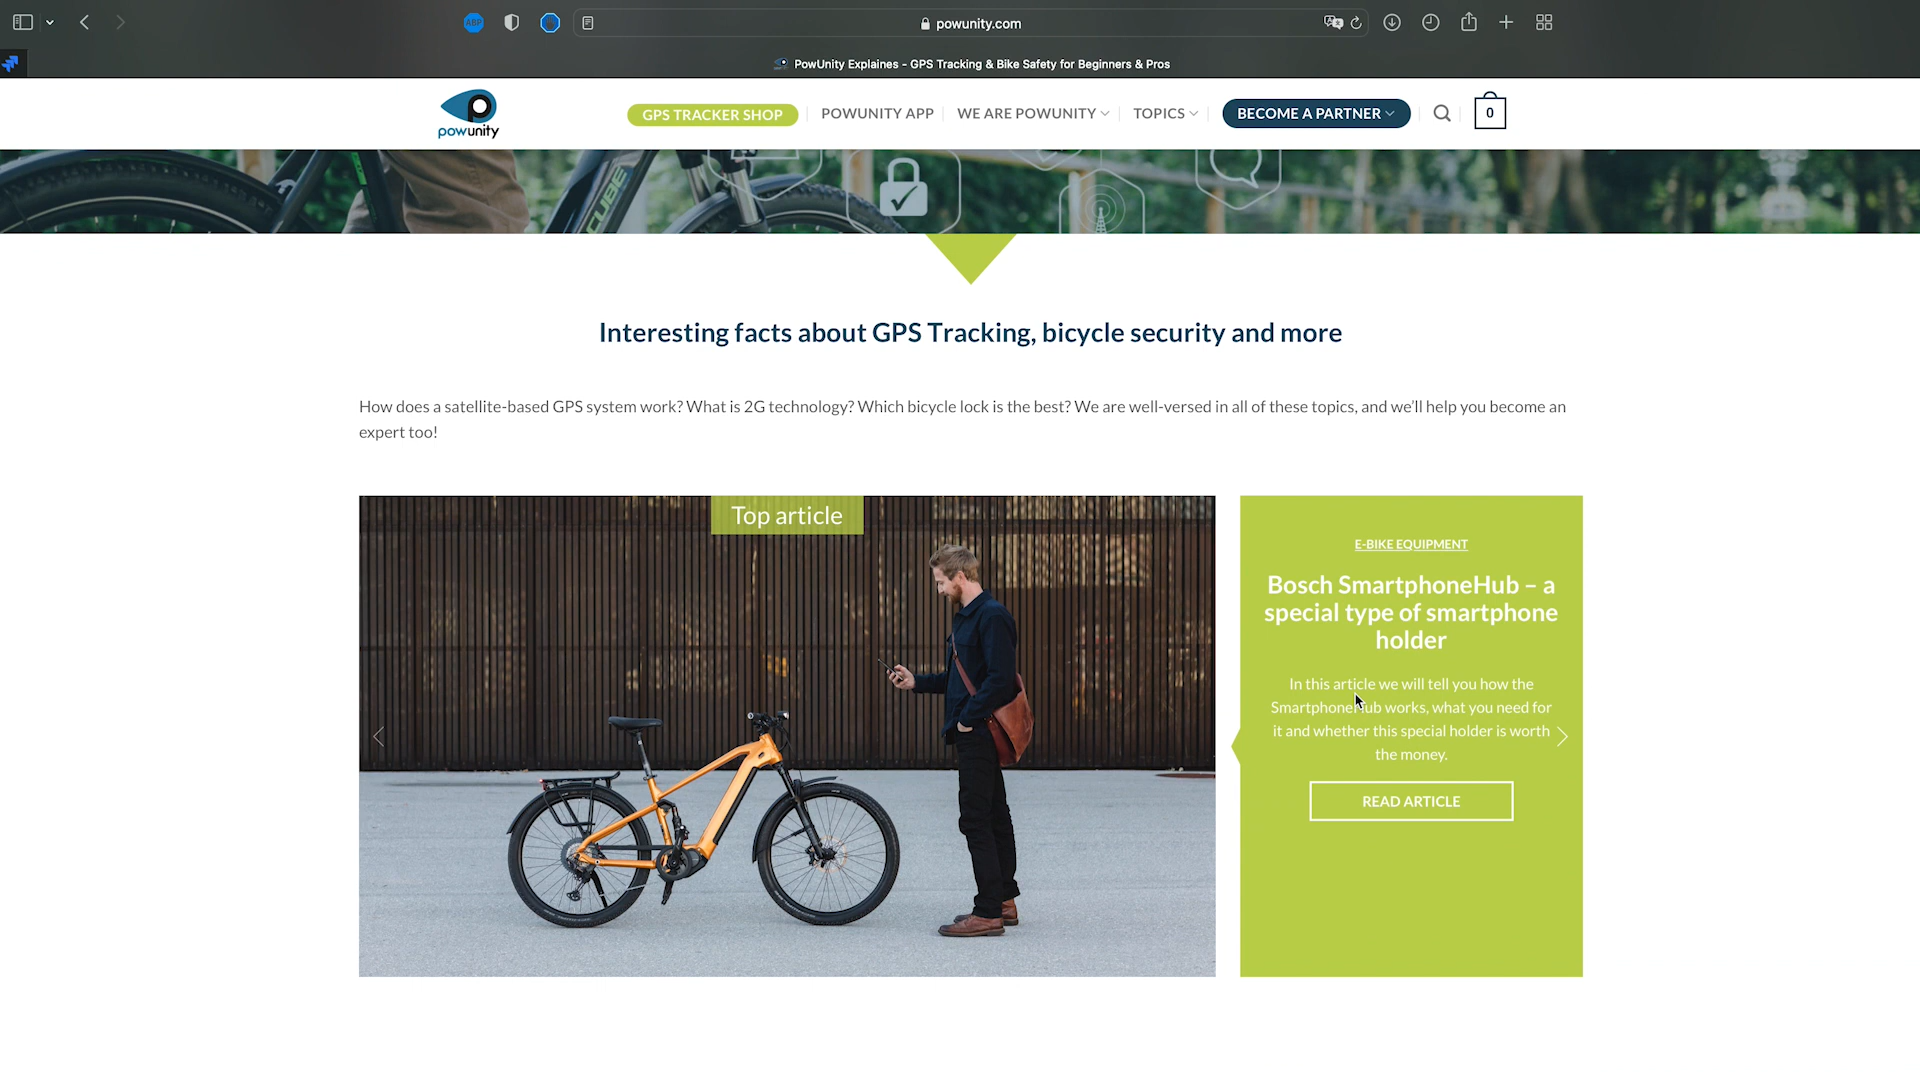 ABP
powunity.com
PowUnity Explaines - GPS Tracking & Bike Safety for Beginners & Pros
powunity
GPS TRACKER SHOP
POWUNITY APP
WE ARE POWUNITY
TOPICS
BECOME A PARTNER
0
CUBE
Interesting facts about GPS Tracking, bicycle security and more
How does a satellite-based GPS system work? What is 2G technology? Which bicycle lock is the best? We are well-versed in all of these topics, and we'll help you become an
expert too!
Top article
E-BIKE EQUIPMENT
Bosch SmartphoneHub – a
special type of smartphone
holder
In this article we will tell you how the
SmartphoneHub works, what you need for
it and whether this special holder is worth
the money.
READ ARTICLE